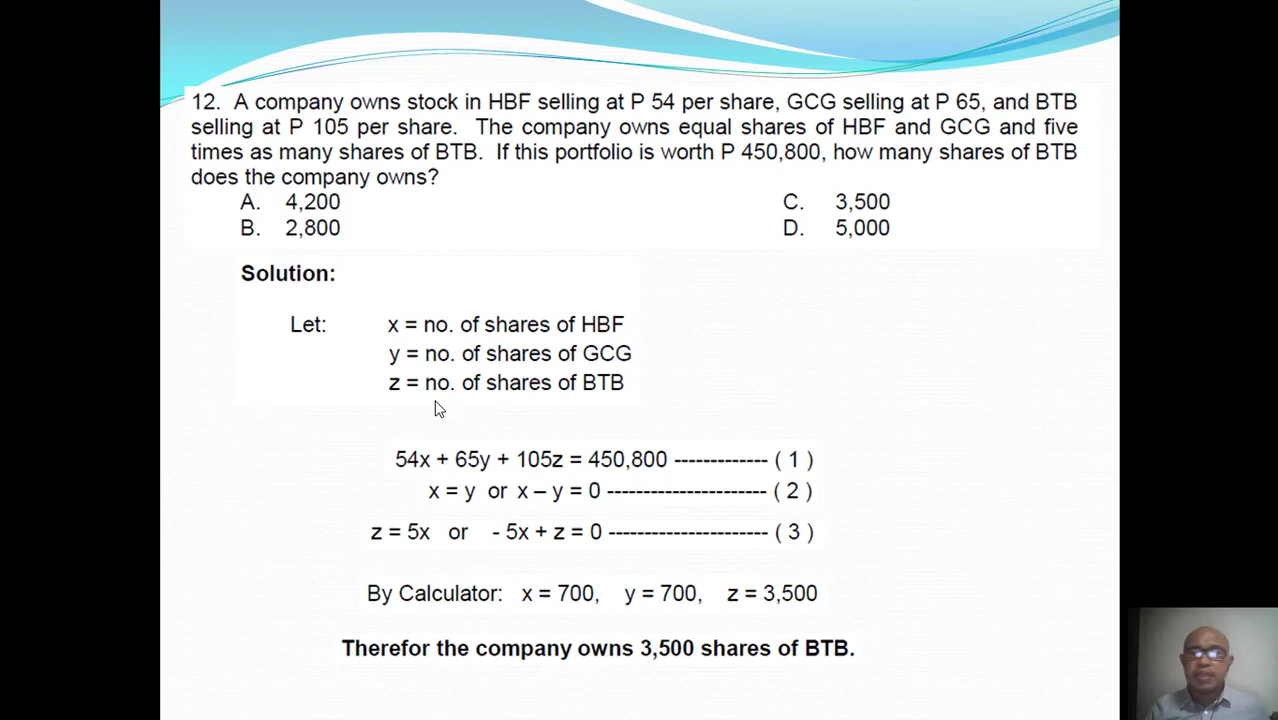 12. A company owns stock in HBF selling at P 54 per share, GCG selling at P 65, and BTB
selling at P 105 per share. The company owns equal shares of HBF and GCG and five
times as many shares of BTB. If this portfolio is worth P 450,800, how many shares of BTB
does the company owns?
A. 4,200 C. 3,500
B. 2,800 D. 5,000
Solution:
Let: x = no. of shares of HBF
y = no. of shares of GCG
z = no. of shares of BTB
54x + 65y + 105z = 450,800 ------------- ( 1 )
x = y or x – y = 0 ---------------------- ( 2 )
z = 5x or - 5x + z = 0 ---------------------- ( 3 )
By Calculator: x = 700, y = 700, z = 3,500
Therefor the company owns 3,500 shares of BTB.